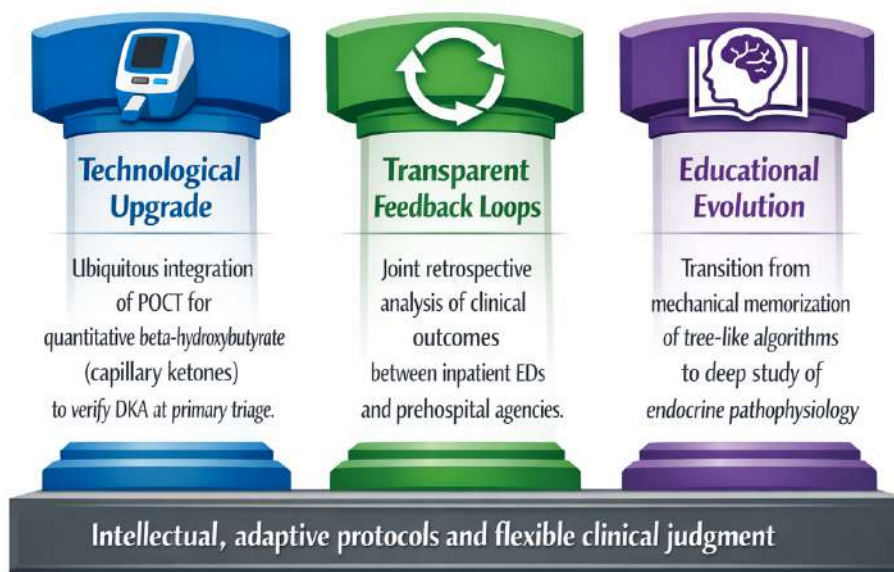 Technological
Upgrade
Ubiquitous integration
of POCT for
quantitative beta-hydroxybutyrate
(capillary ketones)
to verify DKA at primary triage.
Transparent
Feedback Loops
Joint retrospective
analysis of clinical
outcomes
between inpatient EDs
and prehospital agencies.
Educational
Evolution
Transition from
mechanical memorization
of tree-like algorithms
to deep study of
endocrine pathophysiology
Intellectual, adaptive protocols and flexible clinical judgment